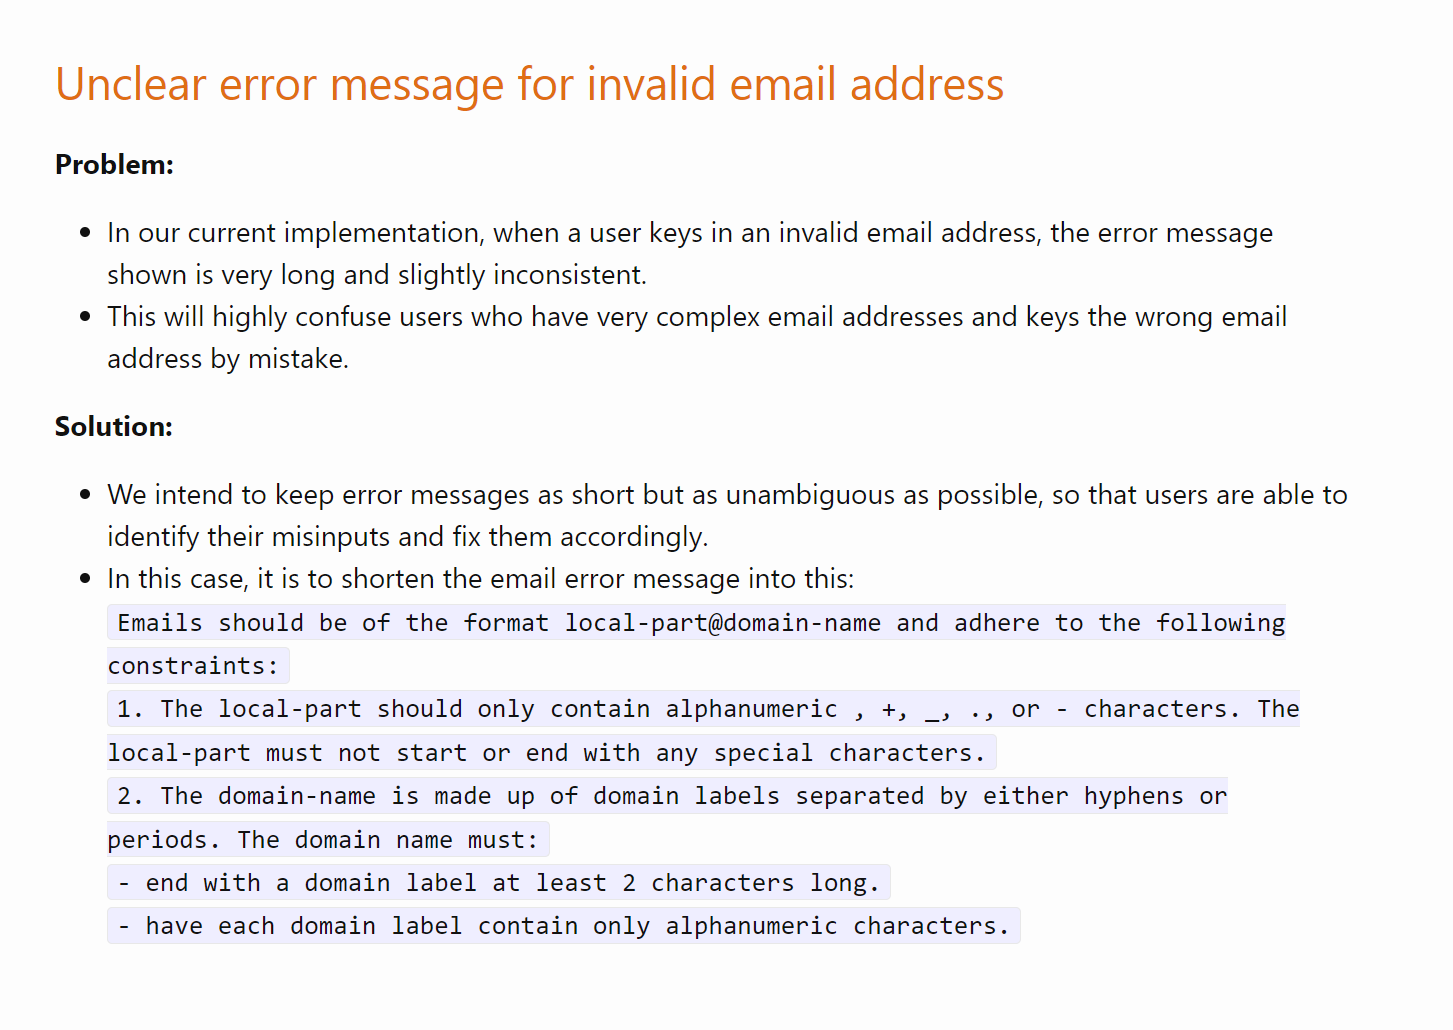 Unclear error message for invalid email address
Problem:
• In our current implementation, when a user keys in an invalid email address, the error message
shown is very long and slightly inconsistent.
• This will highly confuse users who have very complex email addresses and keys the wrong email
address by mistake.
Solution:
• We intend to keep error messages as short but as unambiguous as possible, so that users are able to
identify their misinputs and fix them accordingly.
• In this case, it is to shorten the email error message into this:
Emails should be of the format local-part@domain-name and adhere to the following
constraints:
1. The local-part should only contain alphanumeric , +, _, ., or - characters. The
local-part must not start or end with any special characters.
2. The domain-name is made up of domain labels separated by either hyphens or
periods. The domain name must:
- end with a domain label at least 2 characters long.
- have each domain label contain only alphanumeric characters.